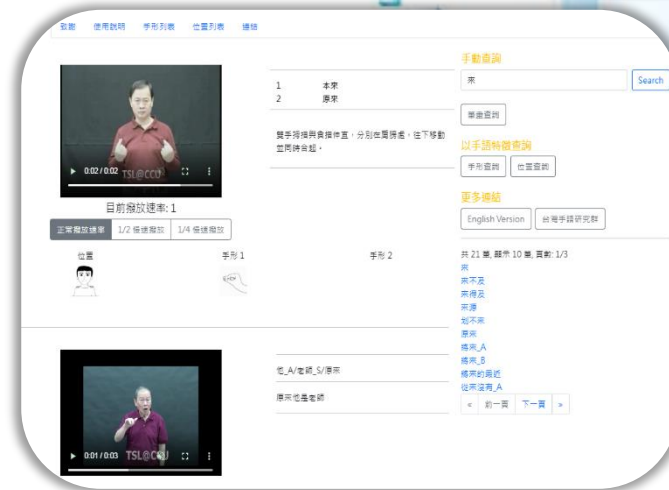 致謝 使用說明 手形列表 位置列表 連結
0:02 / 0:02 TSL@CCU
目前撥放速率: 1
正常撥放速率 1/2 倍速撥放 1/4 倍速撥放
位置 手形 1 手形 2
1 本來
2 原來
雙手拇指與食指伸直，分別在肩膀處，往下移動
並同時合起。
0:01 / 0:03 TSL@CCU
他_A/老師_S/原來
原來他是老師
手動查詢
來 Search
筆畫查詢
以手語特徵查詢
手形查詢 位置查詢
更多連結
English Version 台灣手語研究群
共 21 筆, 顯示 10 筆, 頁數: 1/3
來
來不及
來得及
來源
划不來
原來
將來_A
將來_B
將來的最近
從來沒有_A
« 前一頁 下一頁 »